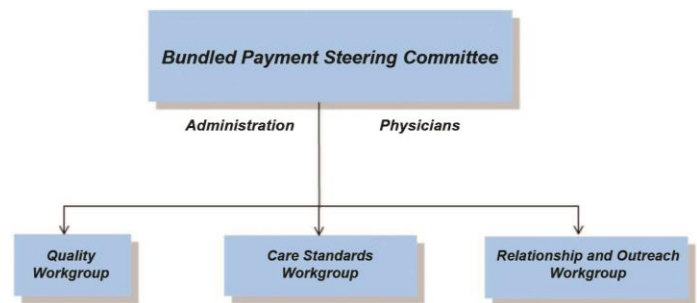 Bundled Payment Steering Committee
Administration
Physicians
Quality
Workgroup
Care Standards
Workgroup
Relationship and Outreach
Workgroup